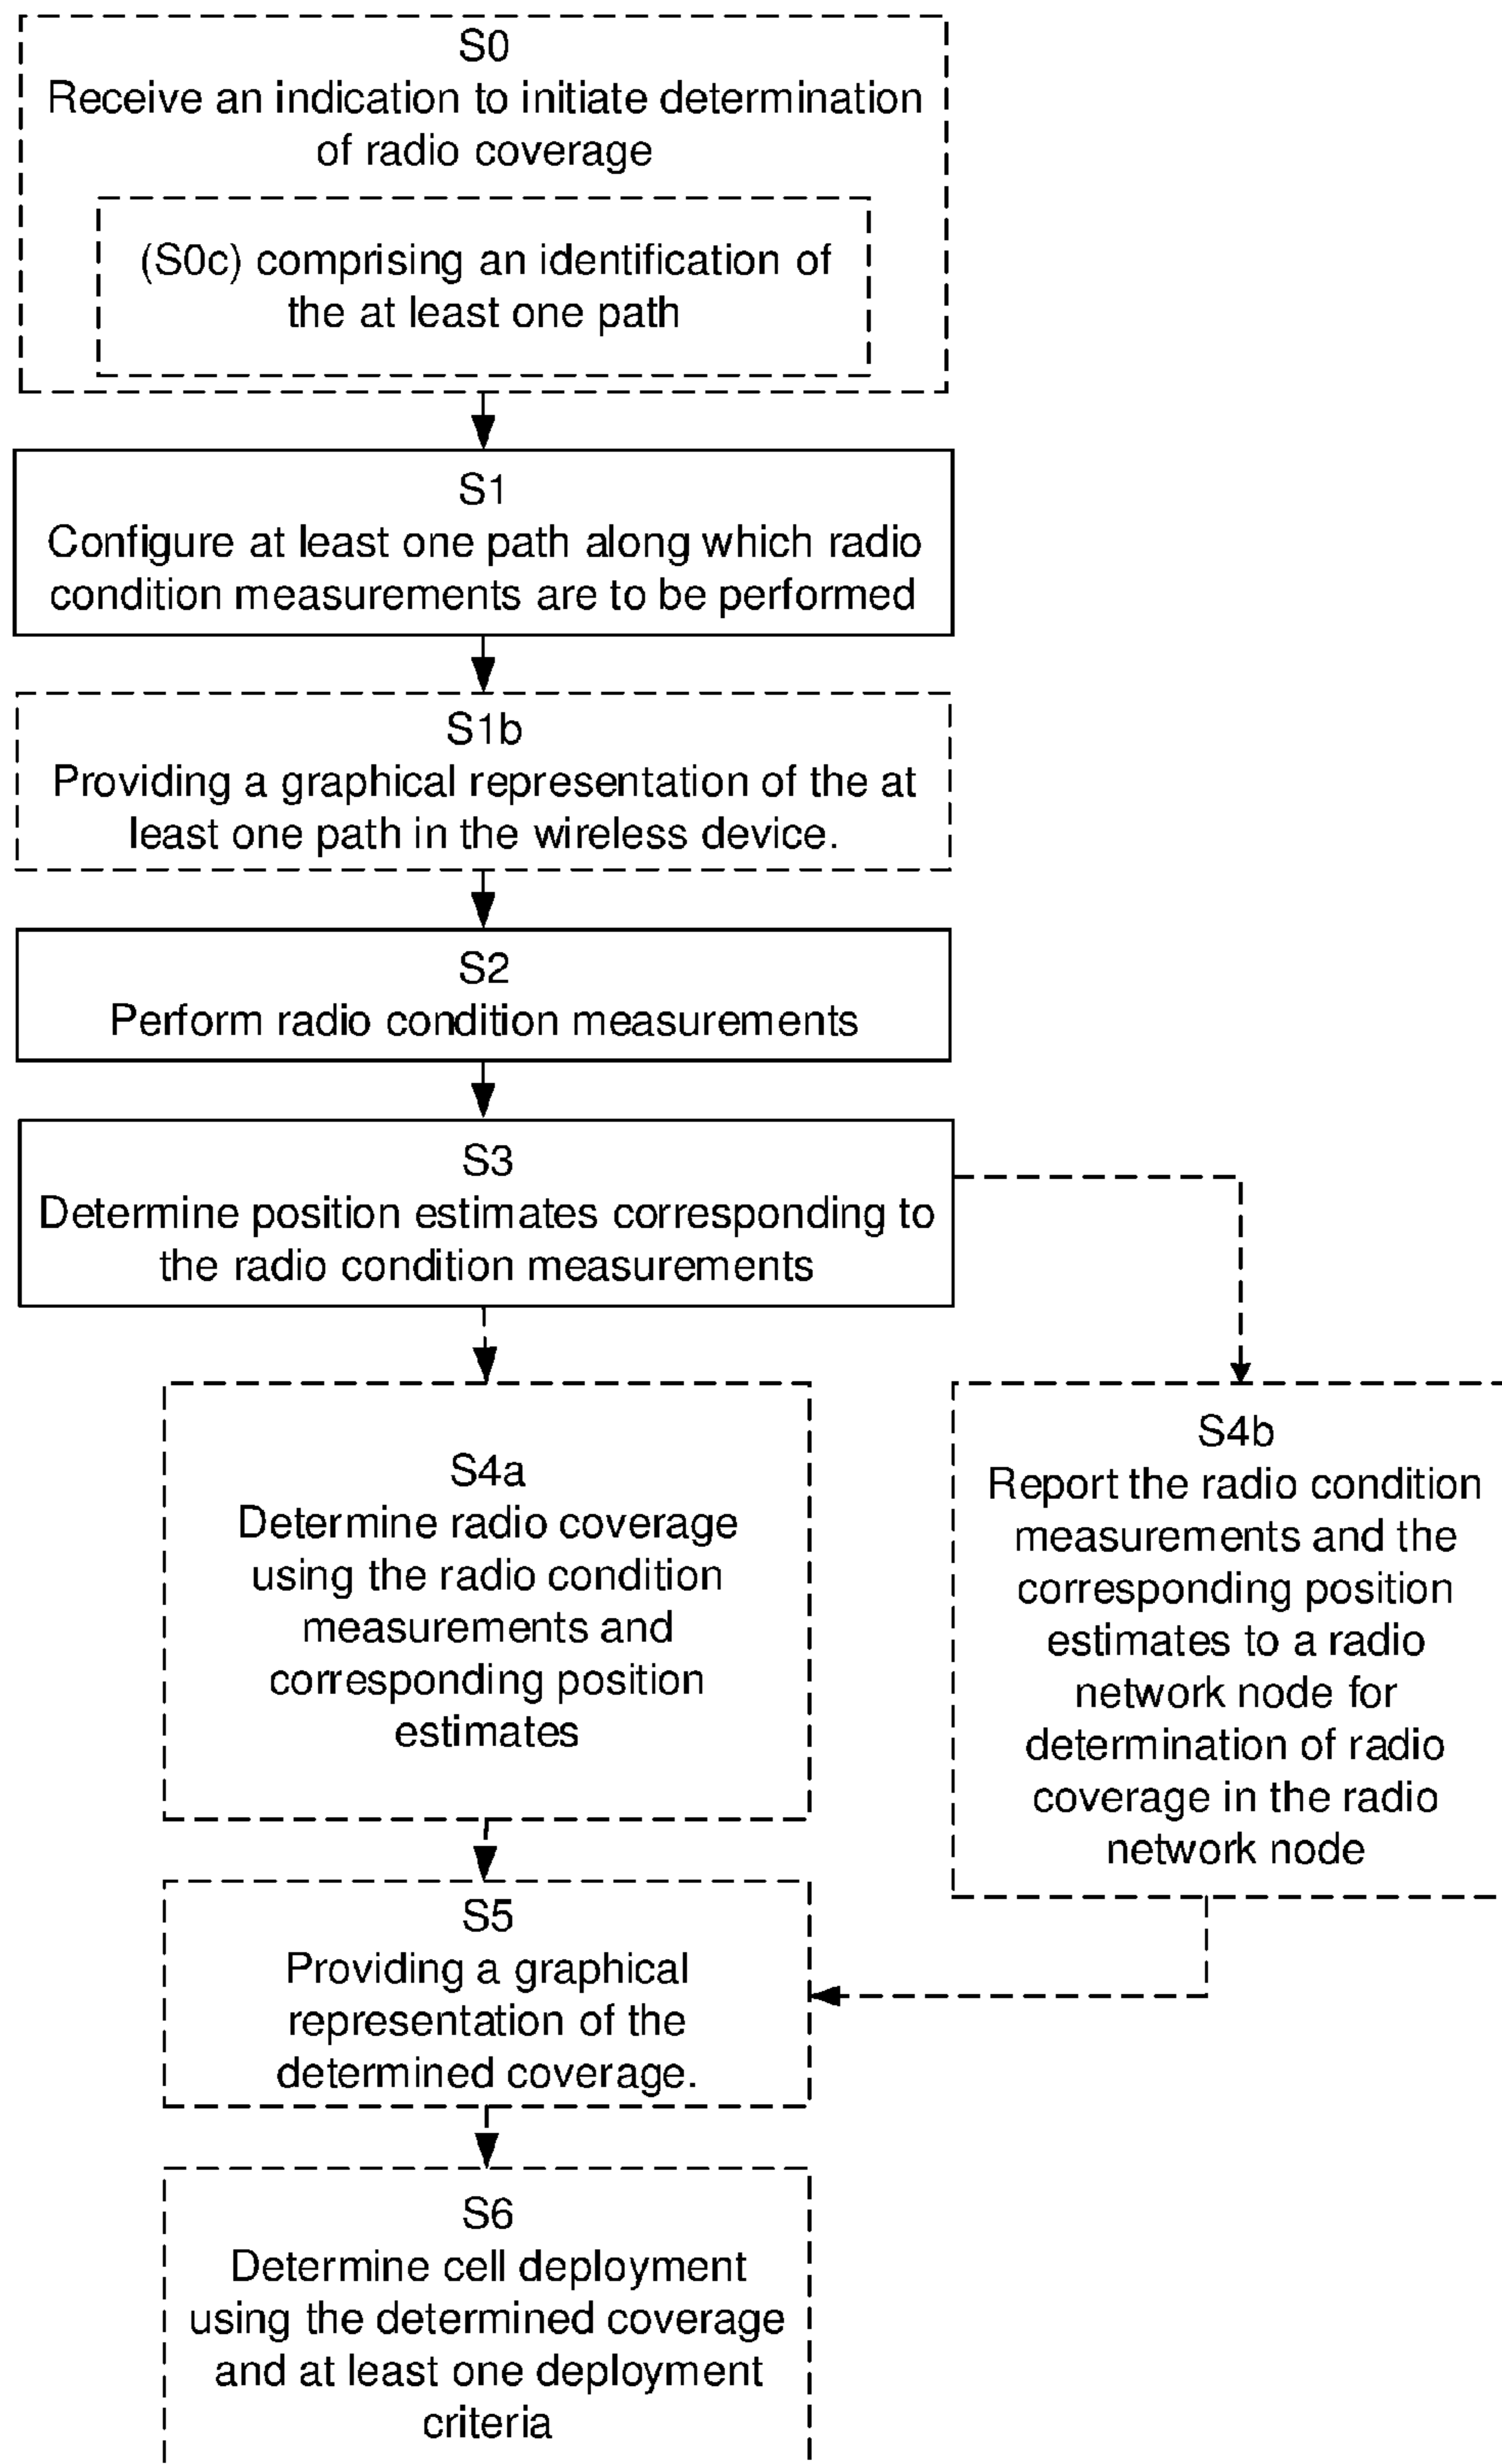 S0
Receive an indication to initiate determination
of radio coverage
(S0c) comprising an identification of
the at least one path
S1
Configure at least one path along which radio
condition measurements are to be performed
S1b
Providing a graphical representation of the at
least one path in the wireless device.
S2
Perform radio condition measurements
S3
Determine position estimates corresponding to
the radio condition measurements
S4a
Determine radio coverage
using the radio condition
measurements and
corresponding position
estimates
S4b
Report the radio condition
measurements and the
corresponding position
estimates to a radio
network node for
determination of radio
coverage in the radio
network node
S5
Providing a graphical
representation of the
determined coverage.
S6
Determine cell deployment
using the determined coverage
and at least one deployment
criteria